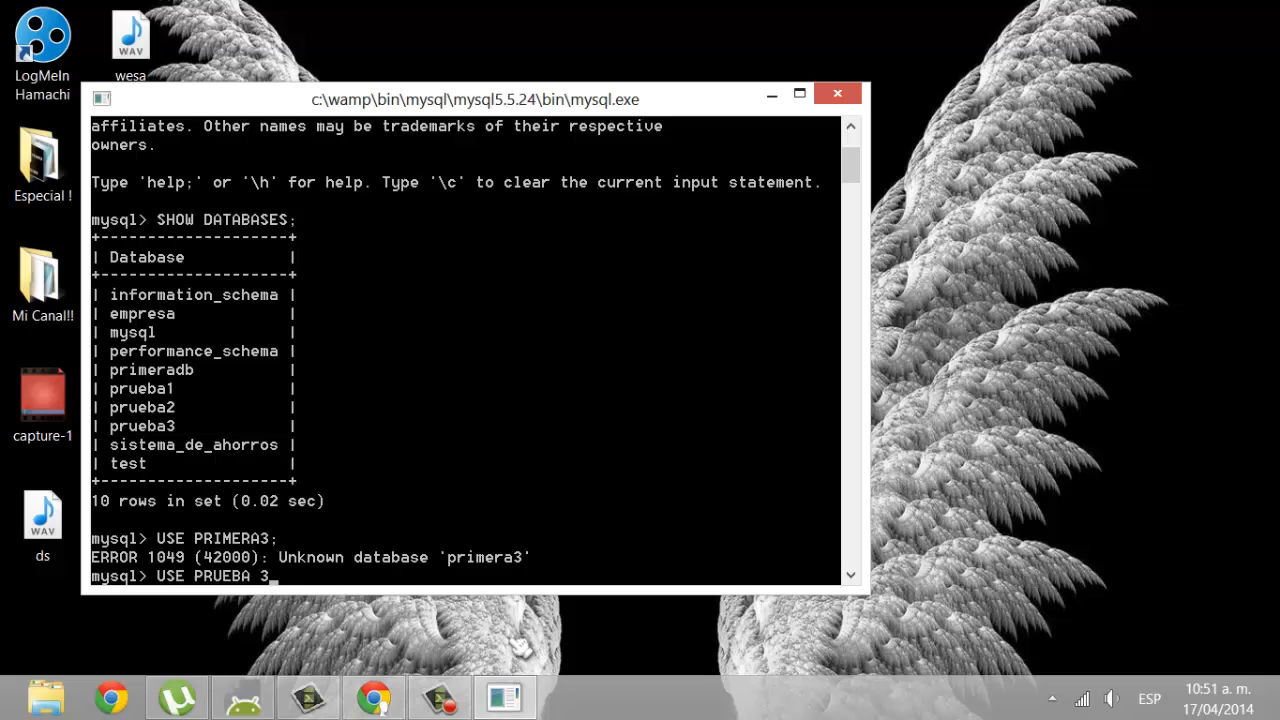 LogMeIn
Hamachi
WAV
wesa
Especial !
Mi Canal!!
capture-1
WAV
ds
c:\wamp\bin\mysql\mysql5.5.24\bin\mysql.exe
affiliates. Other names may be trademarks of their respective
owners.
Type 'help;' or '\h' for help. Type '\c' to clear the current input statement.
mysql> SHOW DATABASES;
+--------------------+
| Database           |
+--------------------+
| information_schema |
| empresa            |
| mysql              |
| performance_schema |
| primeradb          |
| prueba1            |
| prueba2            |
| prueba3            |
| sistema_de_ahorros |
| test               |
+--------------------+
10 rows in set (0.02 sec)
mysql> USE PRIMERA3;
ERROR 1049 (42000): Unknown database 'primera3'
mysql> USE PRUEBA 3_
ESP
10:51 a. m.
17/04/2014